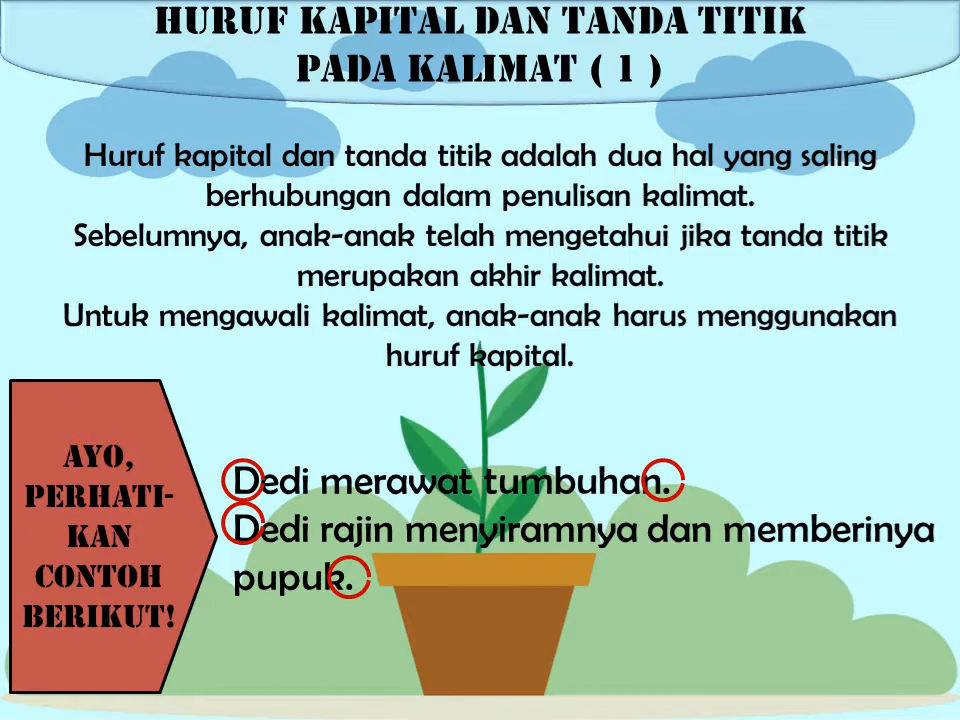 HURUF KAPITAL DAN TANDA TITIK
PADA KALIMAT ( 1 )
Huruf kapital dan tanda titik adalah dua hal yang saling
berhubungan dalam penulisan kalimat.
Sebelumnya, anak-anak telah mengetahui jika tanda titik
merupakan akhir kalimat.
Untuk mengawali kalimat, anak-anak harus menggunakan
huruf kapital.
AYO,
PERHATI-
KAN
CONTOH
BERIKUT!
Dedi merawat tumbuhan.
Dedi rajin menyiramnya dan memberinya
pupuk.